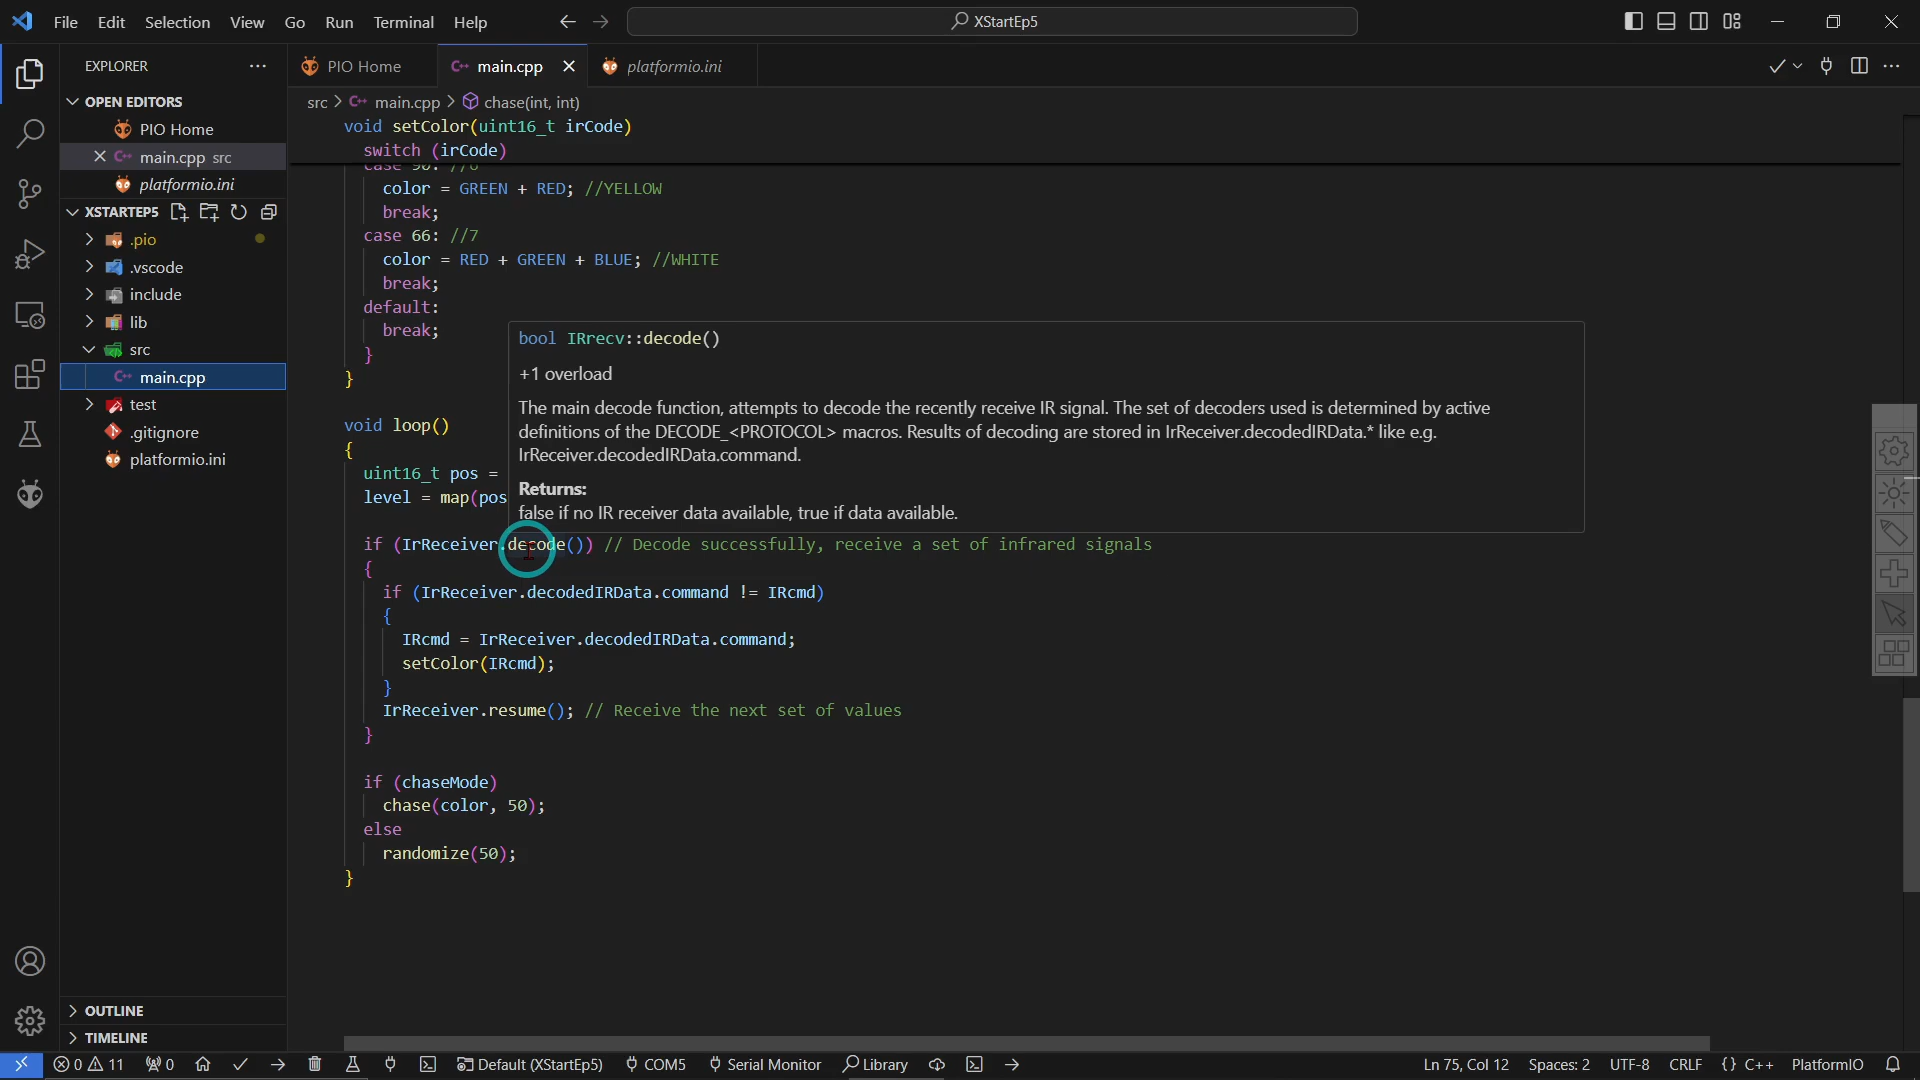 File Edit Selection View Go Run Terminal Help
XStartEp5
EXPLORER
PIO Home
main.cpp
platformio.ini
OPEN EDITORS
PIO Home
main.cpp src
platformio.ini
XSTARTEP5
.pio
.vscode
include
lib
src
main.cpp
test
.gitignore
platformio.ini
OUTLINE
TIMELINE
src > main.cpp > chase(int, int)
void setColor(uint16_t irCode)
switch (irCode)
color = GREEN + RED; //YELLOW
break;
case 66: //7
color = RED + GREEN + BLUE; //WHITE
break;
default:
break;
}
}
bool IRrecv::decode()
+1 overload
The main decode function, attempts to decode the recently receive IR signal. The set of decoders used is determined by active
definitions of the DECODE_<PROTOCOL> macros. Results of decoding are stored in IrReceiver.decodedIRData.* like e.g.
IrReceiver.decodedIRData.command.
Returns:
false if no IR receiver data available, true if data available.
void loop()
{
uint16_t pos =
level = map(pos
if (IrReceiver.decode()) // Decode successfully, receive a set of infrared signals
{
if (IrReceiver.decodedIRData.command != IRcmd)
{
IRcmd = IrReceiver.decodedIRData.command;
setColor(IRcmd);
}
IrReceiver.resume(); // Receive the next set of values
}
if (chaseMode)
chase(color, 50);
else
randomize(50);
}
0 11 0 Default (XStartEp5) COM5 Serial Monitor Library Ln 75, Col 12 Spaces: 2 UTF-8 CRLF {} C++ PlatformIO